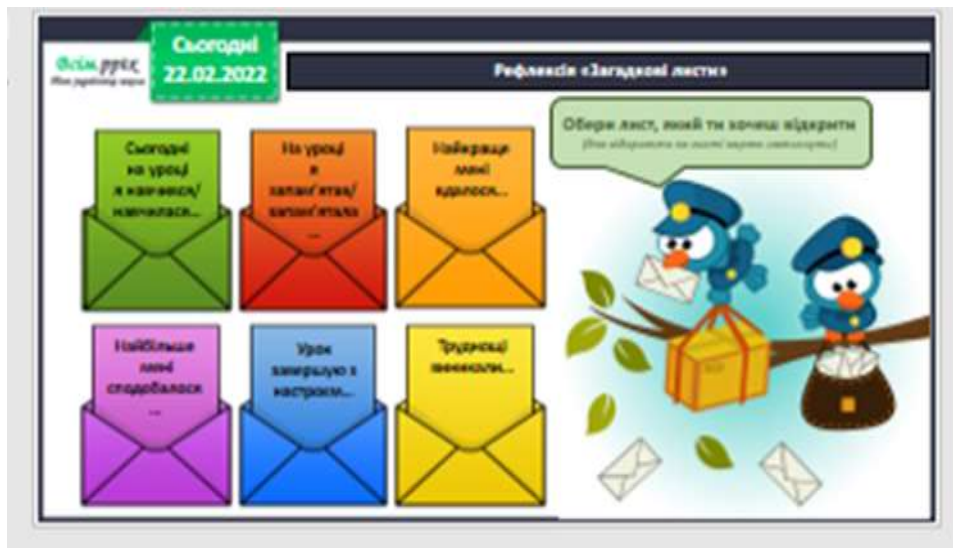 Сьогодні
22.02.2022
Всім.pptx
Рефлексія «Загадкові листи»
Обери лист, який ти хочеш відкрити
Сьогодні
на уроці
я навчився/
навчилася...
На уроці
я
запам'ятав/
запам'ятала
...
Найкраще
мені
вдалося...
Найбільше
мені
сподобалося
...
Урок
завершую з
настроєм...
Труднощі
виникали...